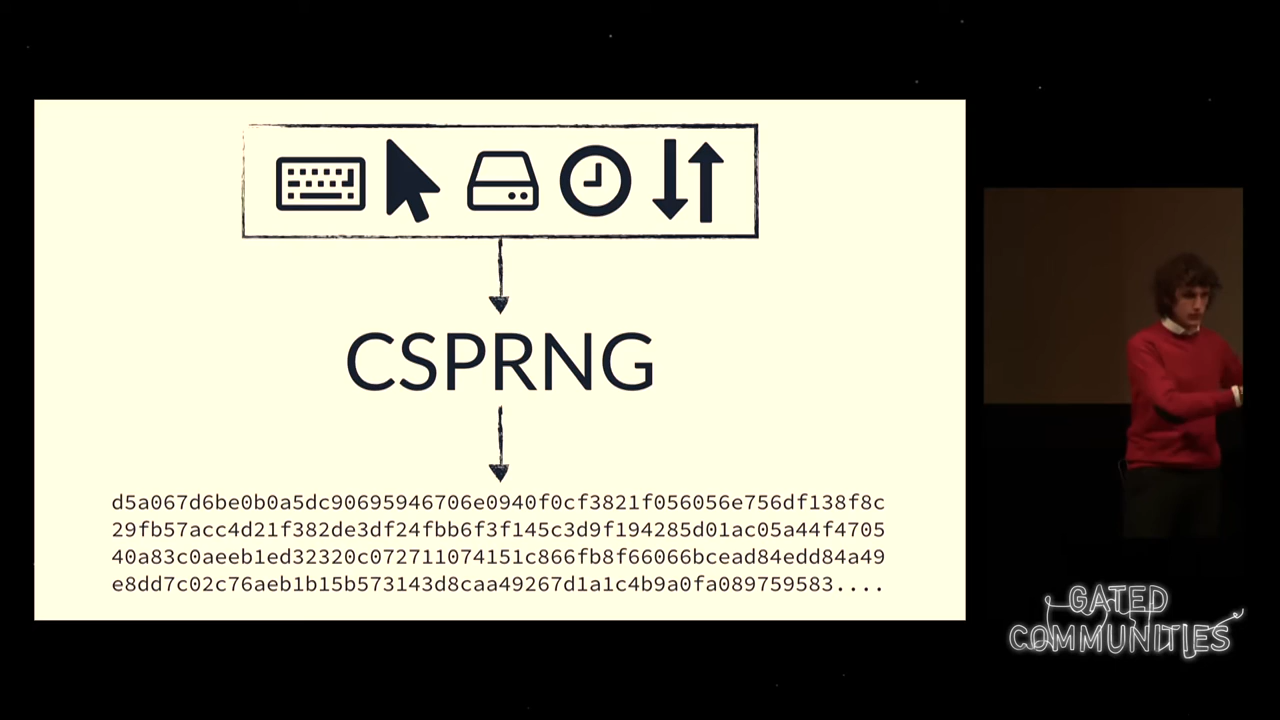 CSPRNG
d5a067d6be0b0a5dc90695946706e0940f0cf3821f056056e756df138f8c
29fb57acc4d21f382de3df24fbb6f3f145c3d9f194285d01ac05a44f4705
40a83c0aeeb1ed32320c072711074151c866fb8f66066bcead84edd84a49
e8dd7c02c76aeb1b15b573143d8caa49267d1a1c4b9a0fa089759583....
GATED
COMMUNITIES